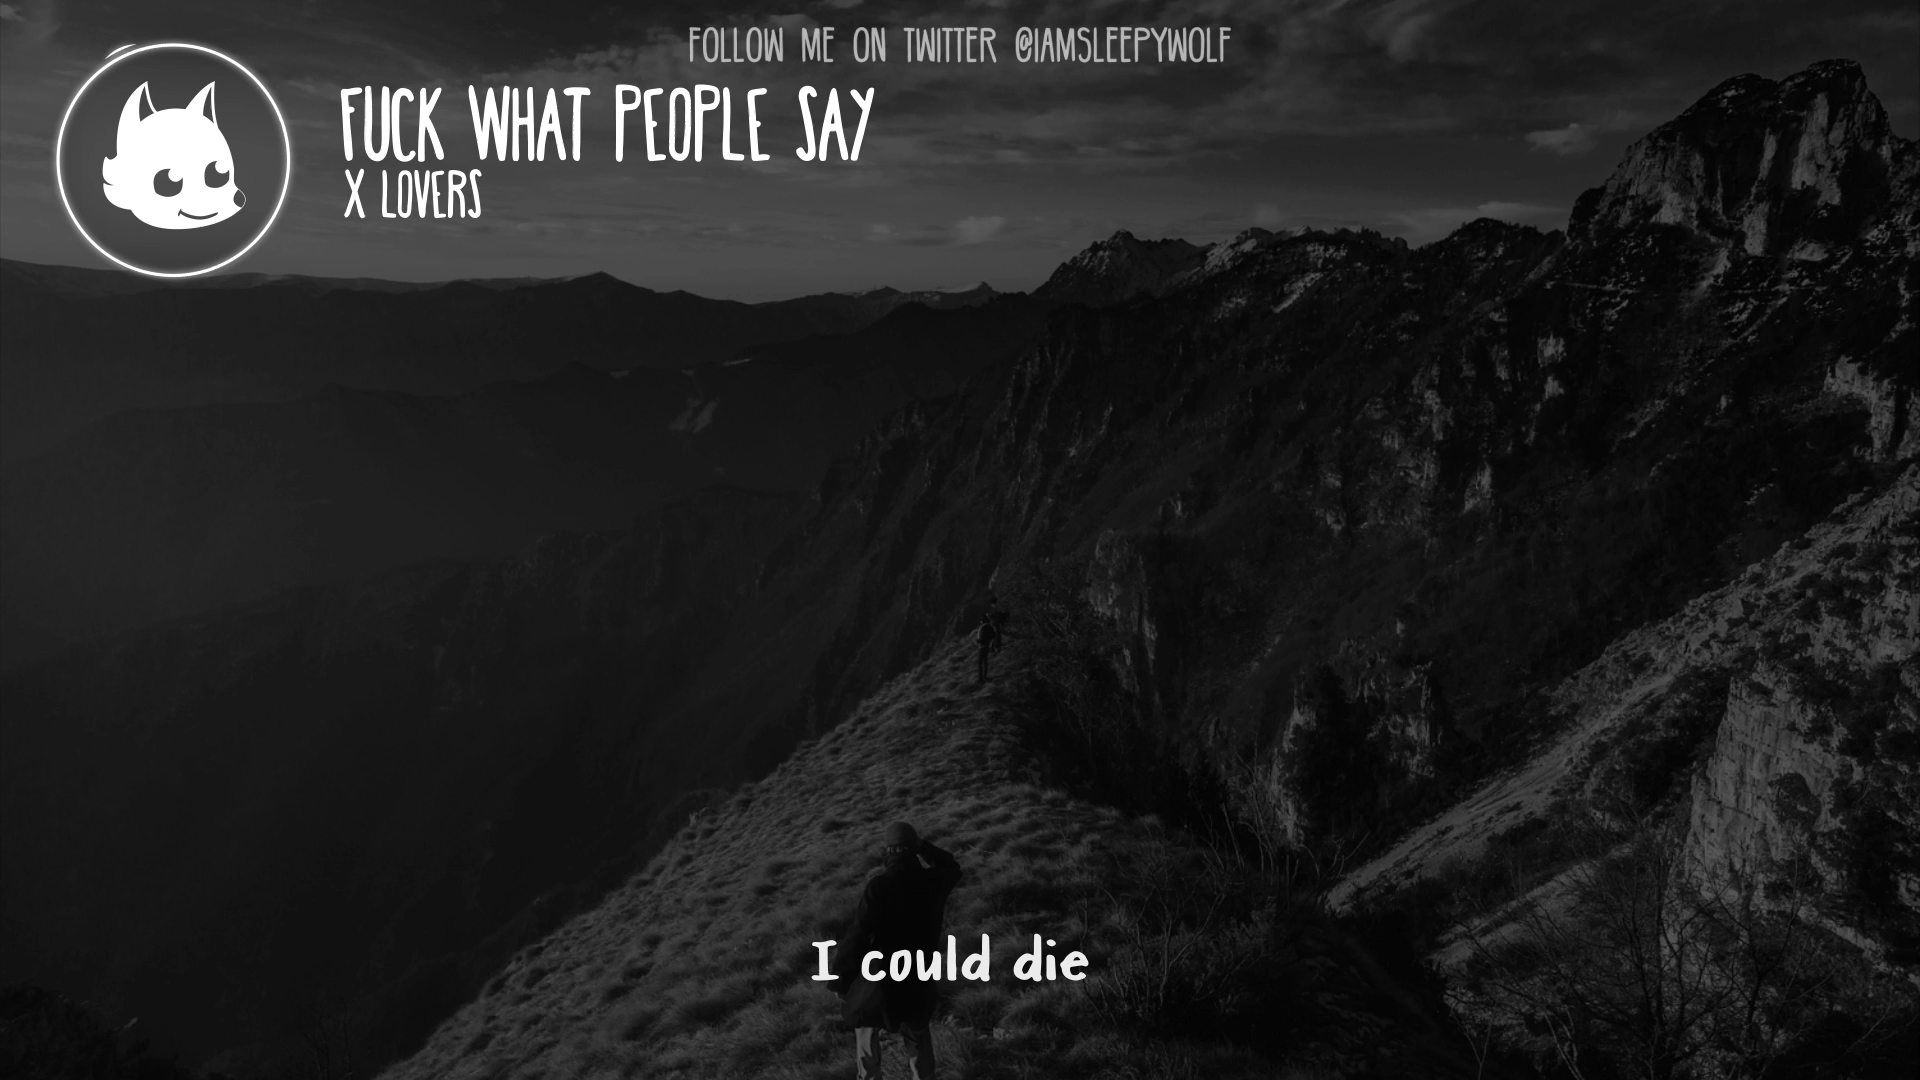 FOLLOW ME ON TWITTER @IAMSLEEPYWOLF
FUCK WHAT PEOPLE SAY
X LOVERS
I could die